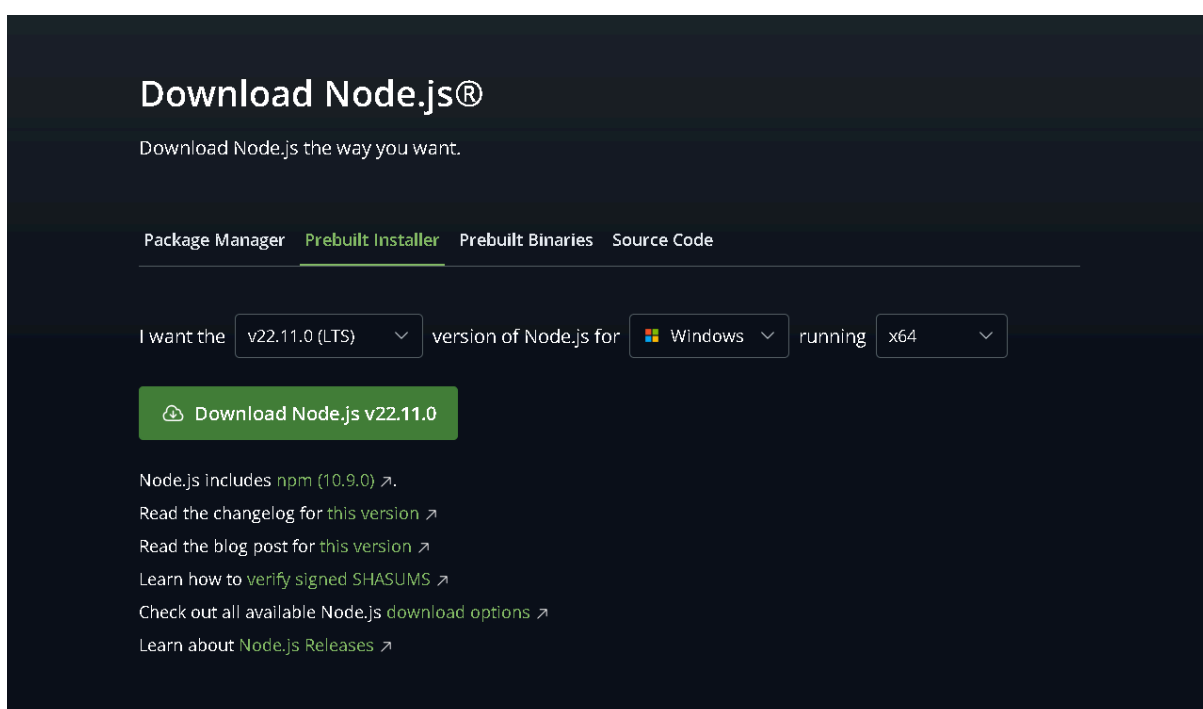 Download Node.js®
Download Node.js the way you want.
Package Manager Prebuilt Installer Prebuilt Binaries Source Code
I want the v22.11.0 (LTS) version of Node.js for Windows running x64
Download Node.js v22.11.0
Node.js includes npm (10.9.0) ↗.
Read the changelog for this version ↗
Read the blog post for this version ↗
Learn how to verify signed SHASUMS ↗
Check out all available Node.js download options ↗
Learn about Node.js Releases ↗